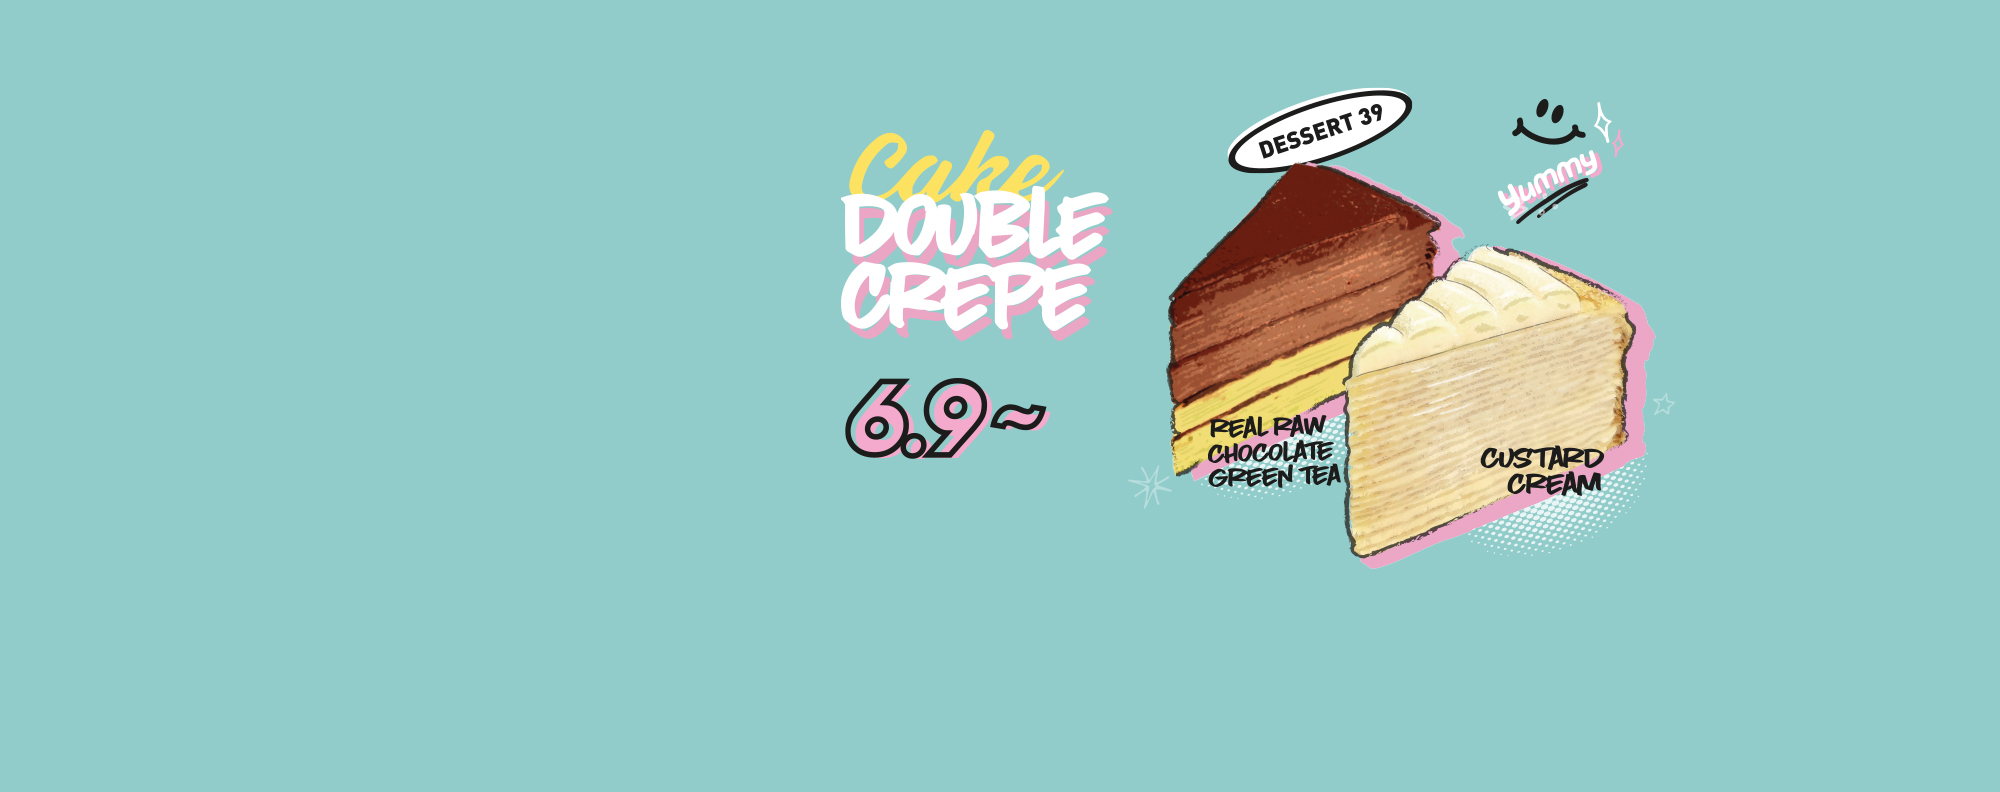 Cake
DOUBLE
CREPE
6.9~
DESSERT 39
Yummy
REAL RAW
CHOCOLATE
GREEN TEA
CUSTARD
CREAM